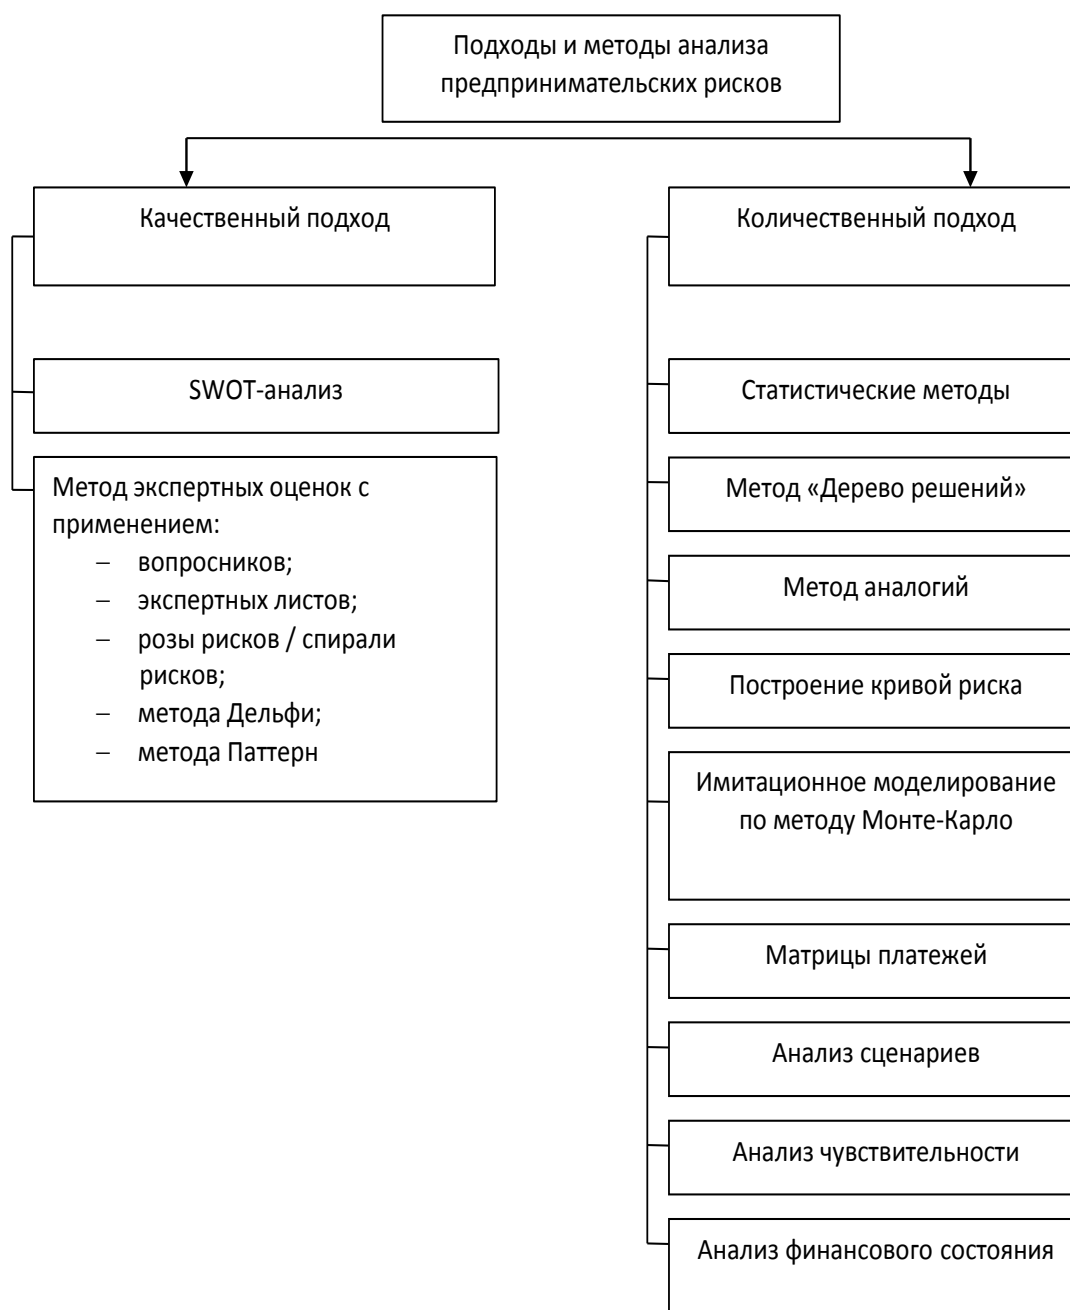 Подходы и методы анализа
предпринимательских рисков
Качественный подход
SWOT-анализ
Метод экспертных оценок с
применением:
– вопросников;
– экспертных листов;
– розы рисков / спирали
рисков;
– метода Дельфи;
– метода Паттерн
Количественный подход
Статистические методы
Метод «Дерево решений»
Метод аналогий
Построение кривой риска
Имитационное моделирование
по методу Монте-Карло
Матрицы платежей
Анализ сценариев
Анализ чувствительности
Анализ финансового состояния